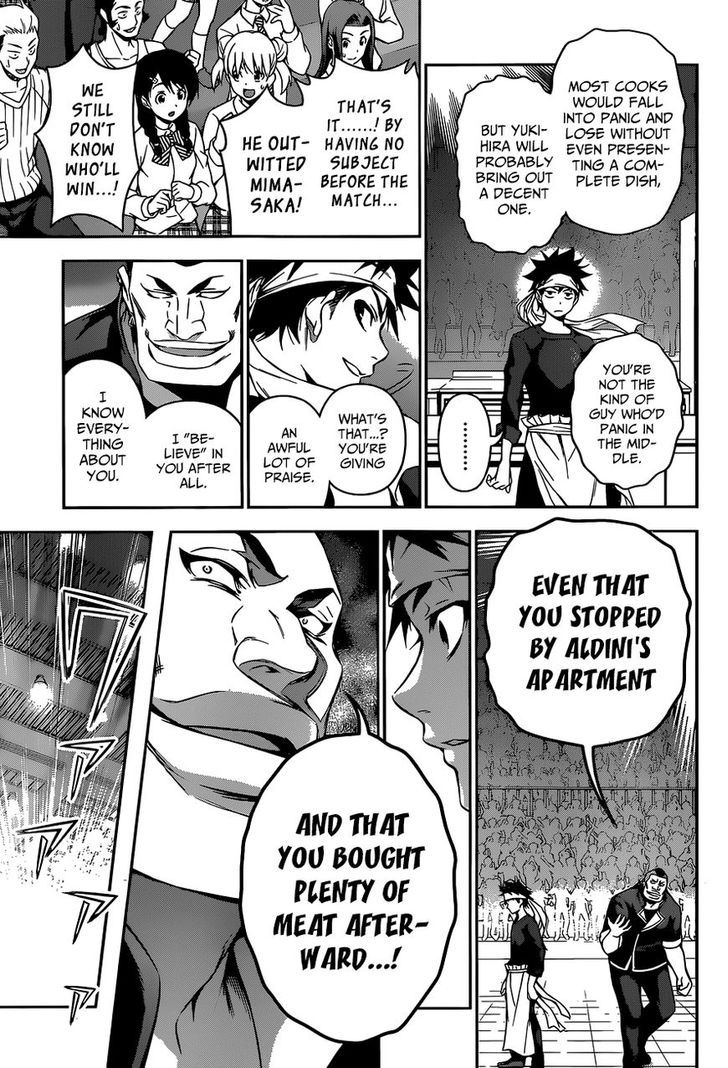 MOST COOKS
WOULD FALL
INTO PANIC AND
LOSE WITHOUT
EVEN PRESEN-
TING A COM-
PLETE DISH,
BUT YUKI-
HIRA WILL
PROBABLY
BRING OUT
A DECENT
ONE.
YOU'RE
NOT THE
KIND OF
GUY WHO'D
PANIC IN
THE MID-
DLE.
.........
THAT'S
IT......! BY
HAVING NO
SUBJECT
BEFORE THE
MATCH...
HE OUT-
WITTED
MIMA-
SAKA!
WE
STILL
DON'T
KNOW
WHO'LL
WIN...!
WHAT'S
THAT...?
YOU'RE
GIVING
AN
AWFUL
LOT OF
PRAISE.
I "BE-
LIEVE" IN
YOU AFTER
ALL.
I
KNOW
EVERY-
THING
ABOUT
YOU.
EVEN THAT
YOU STOPPED
BY ALDINI'S
APARTMENT
AND THAT
YOU BOUGHT
PLENTY OF
MEAT AFTER-
WARD...!